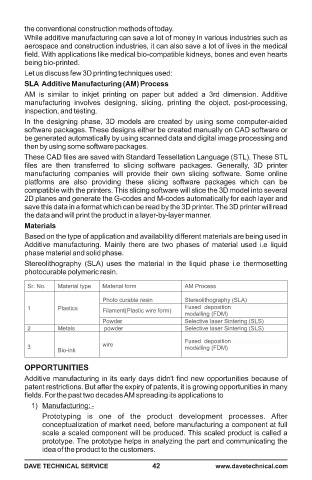 the conventional construction methods of today.
While additive manufacturing can save a lot of money in various industries such as
aerospace and construction industries, it can also save a lot of lives in the medical
field. With applications like medical bio-compatible kidneys, bones and even hearts
being bio-printed.
Let us discuss few 3D printing techniques used:
SLA Additive Manufacturing (AM) Process
AM is similar to inkjet printing on paper but added a 3rd dimension. Additive
manufacturing involves designing, slicing, printing the object, post-processing,
inspection, and testing.
In the designing phase, 3D models are created by using some computer-aided
software packages. These designs either be created manually on CAD software or
be generated automatically by using scanned data and digital image processing and
then by using some software packages.
These CAD files are saved with Standard Tessellation Language (STL). These STL
files are then transferred to slicing software packages. Generally, 3D printer
manufacturing companies will provide their own slicing software. Some online
platforms are also providing these slicing software packages which can be
compatible with the printers. This slicing software will slice the 3D model into several
2D planes and generate the G-codes and M-codes automatically for each layer and
save this data in a format which can be read by the 3D printer. The 3D printer will read
the data and will print the product in a layer-by-layer manner.
Materials
Based on the type of application and availability different materials are being used in
Additive manufacturing. Mainly there are two phases of material used i.e liquid
phase material and solid phase.
Stereolithography (SLA) uses the material in the liquid phase i.e thermosetting
photocurable polymeric resin.
Sr. No. Material type Material form AM Process
1 Plastics Photo curable resin Stereolithography (SLA)
Filament(Plastic wire form) Fused deposition
modelling (FDM)
Powder Selective laser Sintering (SLS)
2 Metals powder Selective laser Sintering (SLS)
3 Bio-ink wire Fused deposition
modelling (FDM)
OPPORTUNITIES
Additive manufacturing in its early days didn't find new opportunities because of
patent restrictions. But after the expiry of patents, it is growing opportunities in many
fields. For the past two decades AM spreading its applications to
1) Manufacturing: -
Prototyping is one of the product development processes. After
conceptualization of market need, before manufacturing a component at full
scale a scaled component will be produced. This scaled product is called a
prototype. The prototype helps in analyzing the part and communicating the
idea of the product to the customers.
DAVE TECHNICAL SERVICE 42 www.davetechnical.com